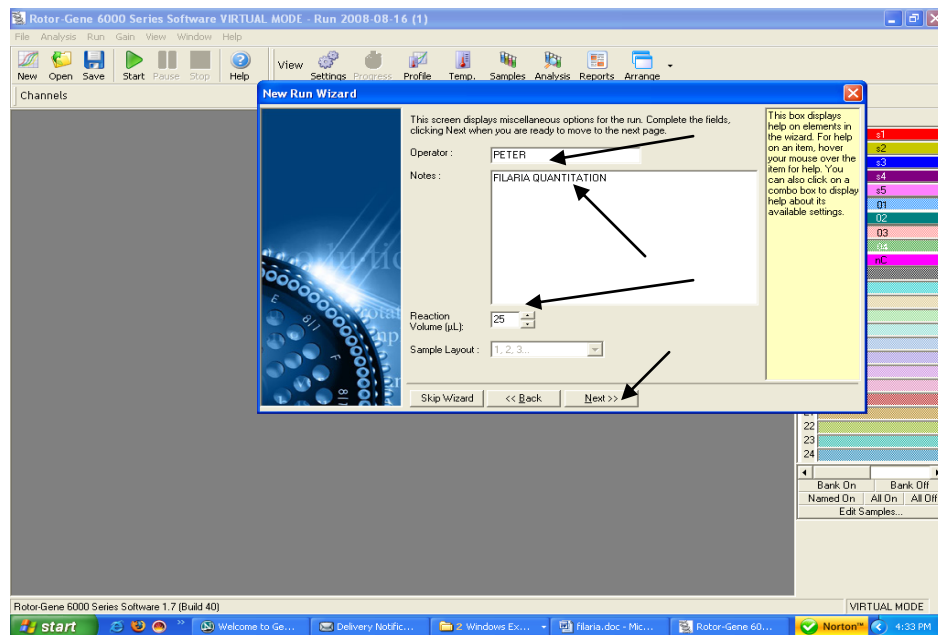 Rotor-Gene 6000 Series Software VIRTUAL MODE - Run 2008-08-16 (1)
File Analysis Run Gain View Window Help
New Open Save Start Pause Stop Help View Settings Progress Profile Temp. Samples Analysis Reports Arrange
Channels
New Run Wizard
This screen displays miscellaneous options for the run. Complete the fields,
clicking Next when you are ready to move to the next page.
Operator :
PETER
Notes :
FILARIA QUANTITATION
Reaction
Volume (µL):
25
Sample Layout :
1, 2, 3...
Skip Wizard
<< Back
Next >>
This box displays
help on elements in
the wizard. For help
on an item, hover
your mouse over the
item for help. You
can also click on a
combo box to display
help about its
available settings.
s1
s2
s3
s4
s5
01
02
03
04
nC
22
23
24
Bank On Bank Off
Named On All On All Off
Edit Samples...
Rotor-Gene 6000 Series Software 1.7 (Build 40)
VIRTUAL MODE
start
Welcome to Ge...
Delivery Notific...
2 Windows Ex...
filaria.doc - Mic...
Rotor-Gene 60...
Norton™
4:33 PM